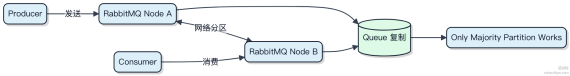 Producer
发送
RabbitMQ Node A
网络分区
Consumer
消费
RabbitMQ Node B
Queue 复制
Only Majority Partition Works